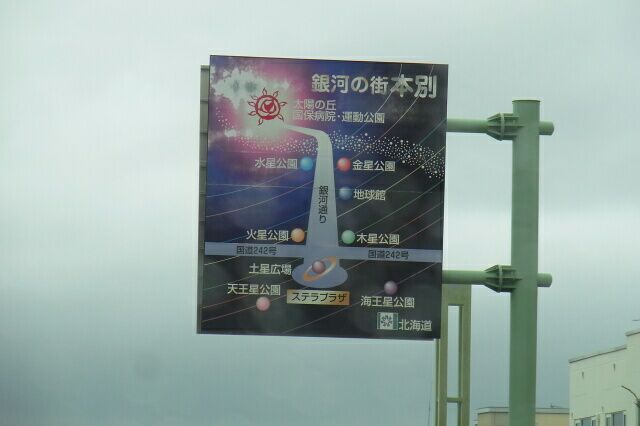 銀河の街本別
太陽の丘
国保病院・運動公園
水星公園
金星公園
地球館
銀河通り
火星公園
木星公園
国道242号
国道242号
土星広場
天王星公園
ステラプラザ
海王星公園
北海道